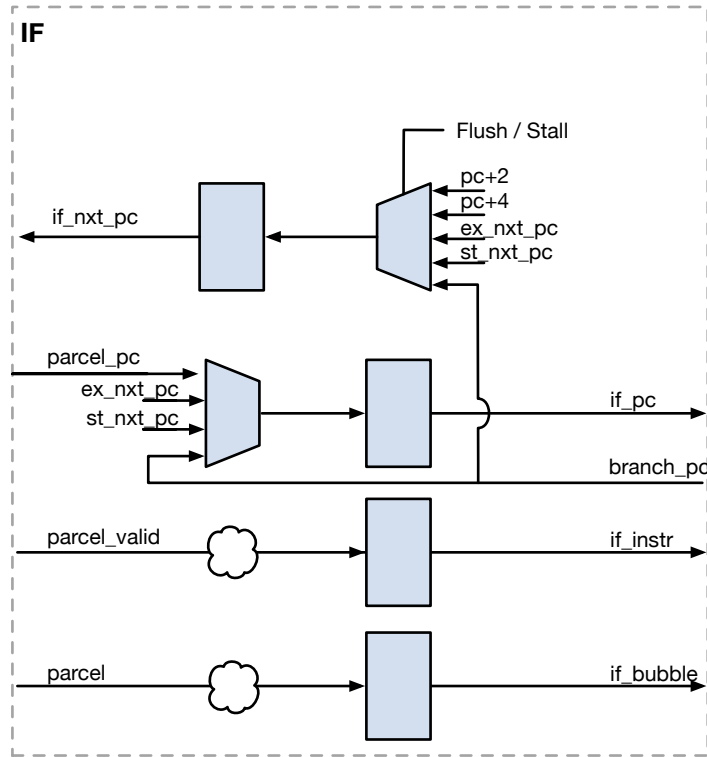 IF
Flush / Stall
pc+2
pc+4
ex_nxt_pc
st_nxt_pc
if_nxt_pc
parcel_pc
ex_nxt_pc
st_nxt_pc
if_pc
branch_pc
parcel_valid
if_instr
parcel
if_bubble